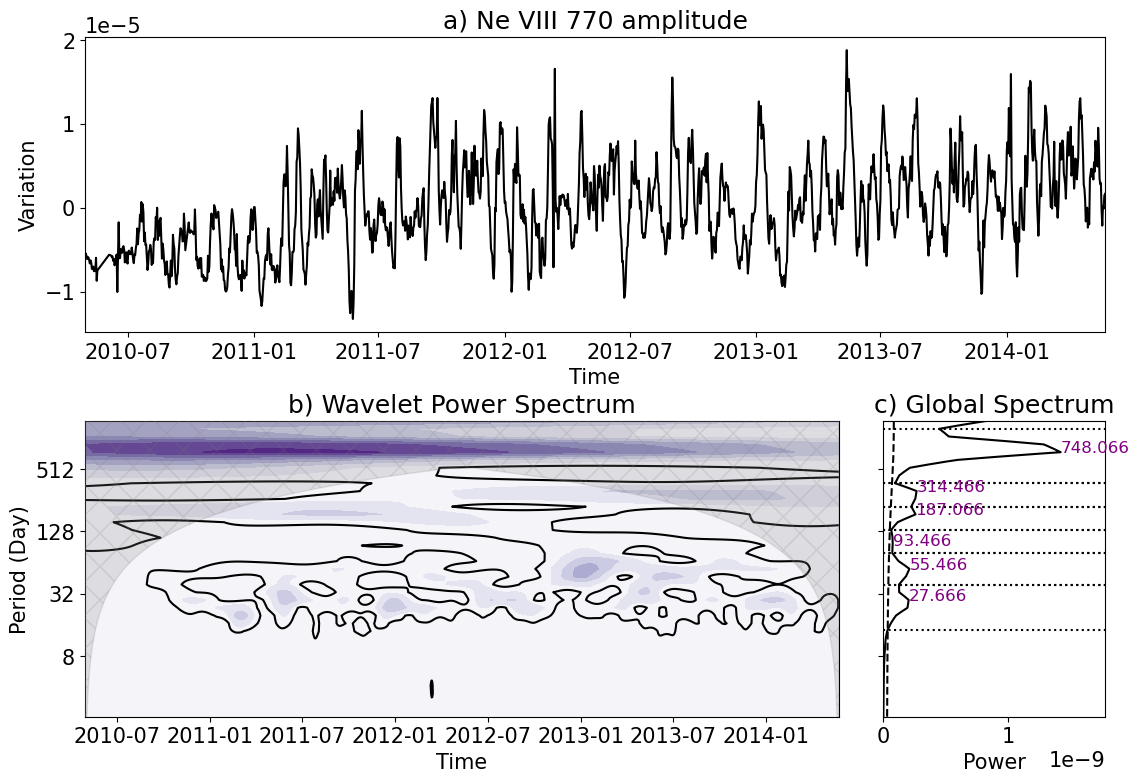 a) Ne VIII 770 amplitude
1e−5
2
1
0
−1
Variation
2010-07 2011-01 2011-07 2012-01 2012-07 2013-01 2013-07 2014-01
Time
b) Wavelet Power Spectrum
512
128
32
8
Period (Day)
2010-07 2011-01 2011-07 2012-01 2012-07 2013-01 2013-07 2014-01
Time
c) Global Spectrum
748.066
314.466
187.066
93.466
55.466
27.666
0 1
Power 1e−9